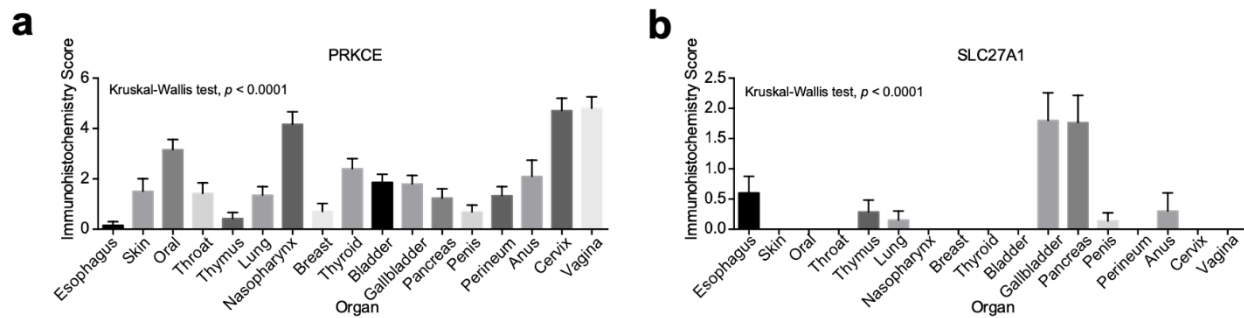 a
PRKCE
Immunohistochemistry Score
6
4
2
0
Kruskal-Wallis test, p < 0.0001
Esophagus
Skin
Oral
Throat
Thymus
Lung
Nasopharynx
Breast
Thyroid
Bladder
Gallbladder
Pancreas
Penis
Perineum
Anus
Cervix
Vagina
Organ
b
SLC27A1
Immunohistochemistry Score
2.5
2.0
1.5
1.0
0.5
0.0
Kruskal-Wallis test, p < 0.0001
Esophagus
Skin
Oral
Throat
Thymus
Lung
Nasopharynx
Breast
Thyroid
Bladder
Gallbladder
Pancreas
Penis
Perineum
Anus
Cervix
Vagina
Organ